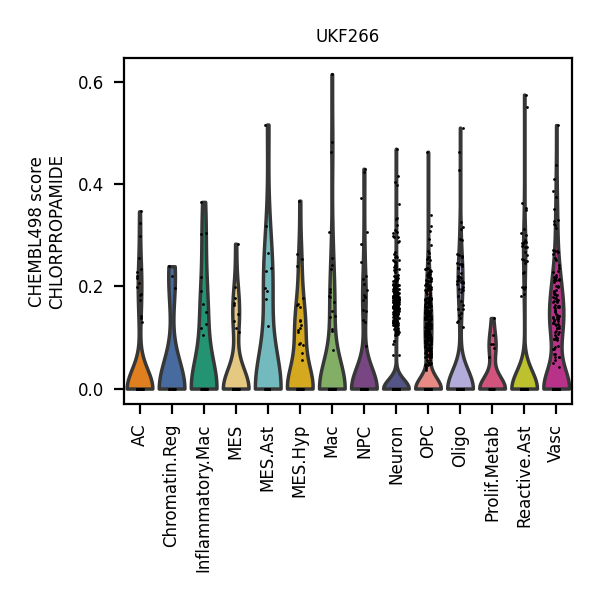 UKF266
CHEMBL498 score
CHLORPROPAMIDE
0.6
0.4
0.2
0.0
AC
Chromatin.Reg
Inflammatory.Mac
MES
MES.Ast
MES.Hyp
Mac
NPC
Neuron
OPC
Oligo
Prolif.Metab
Reactive.Ast
Vasc